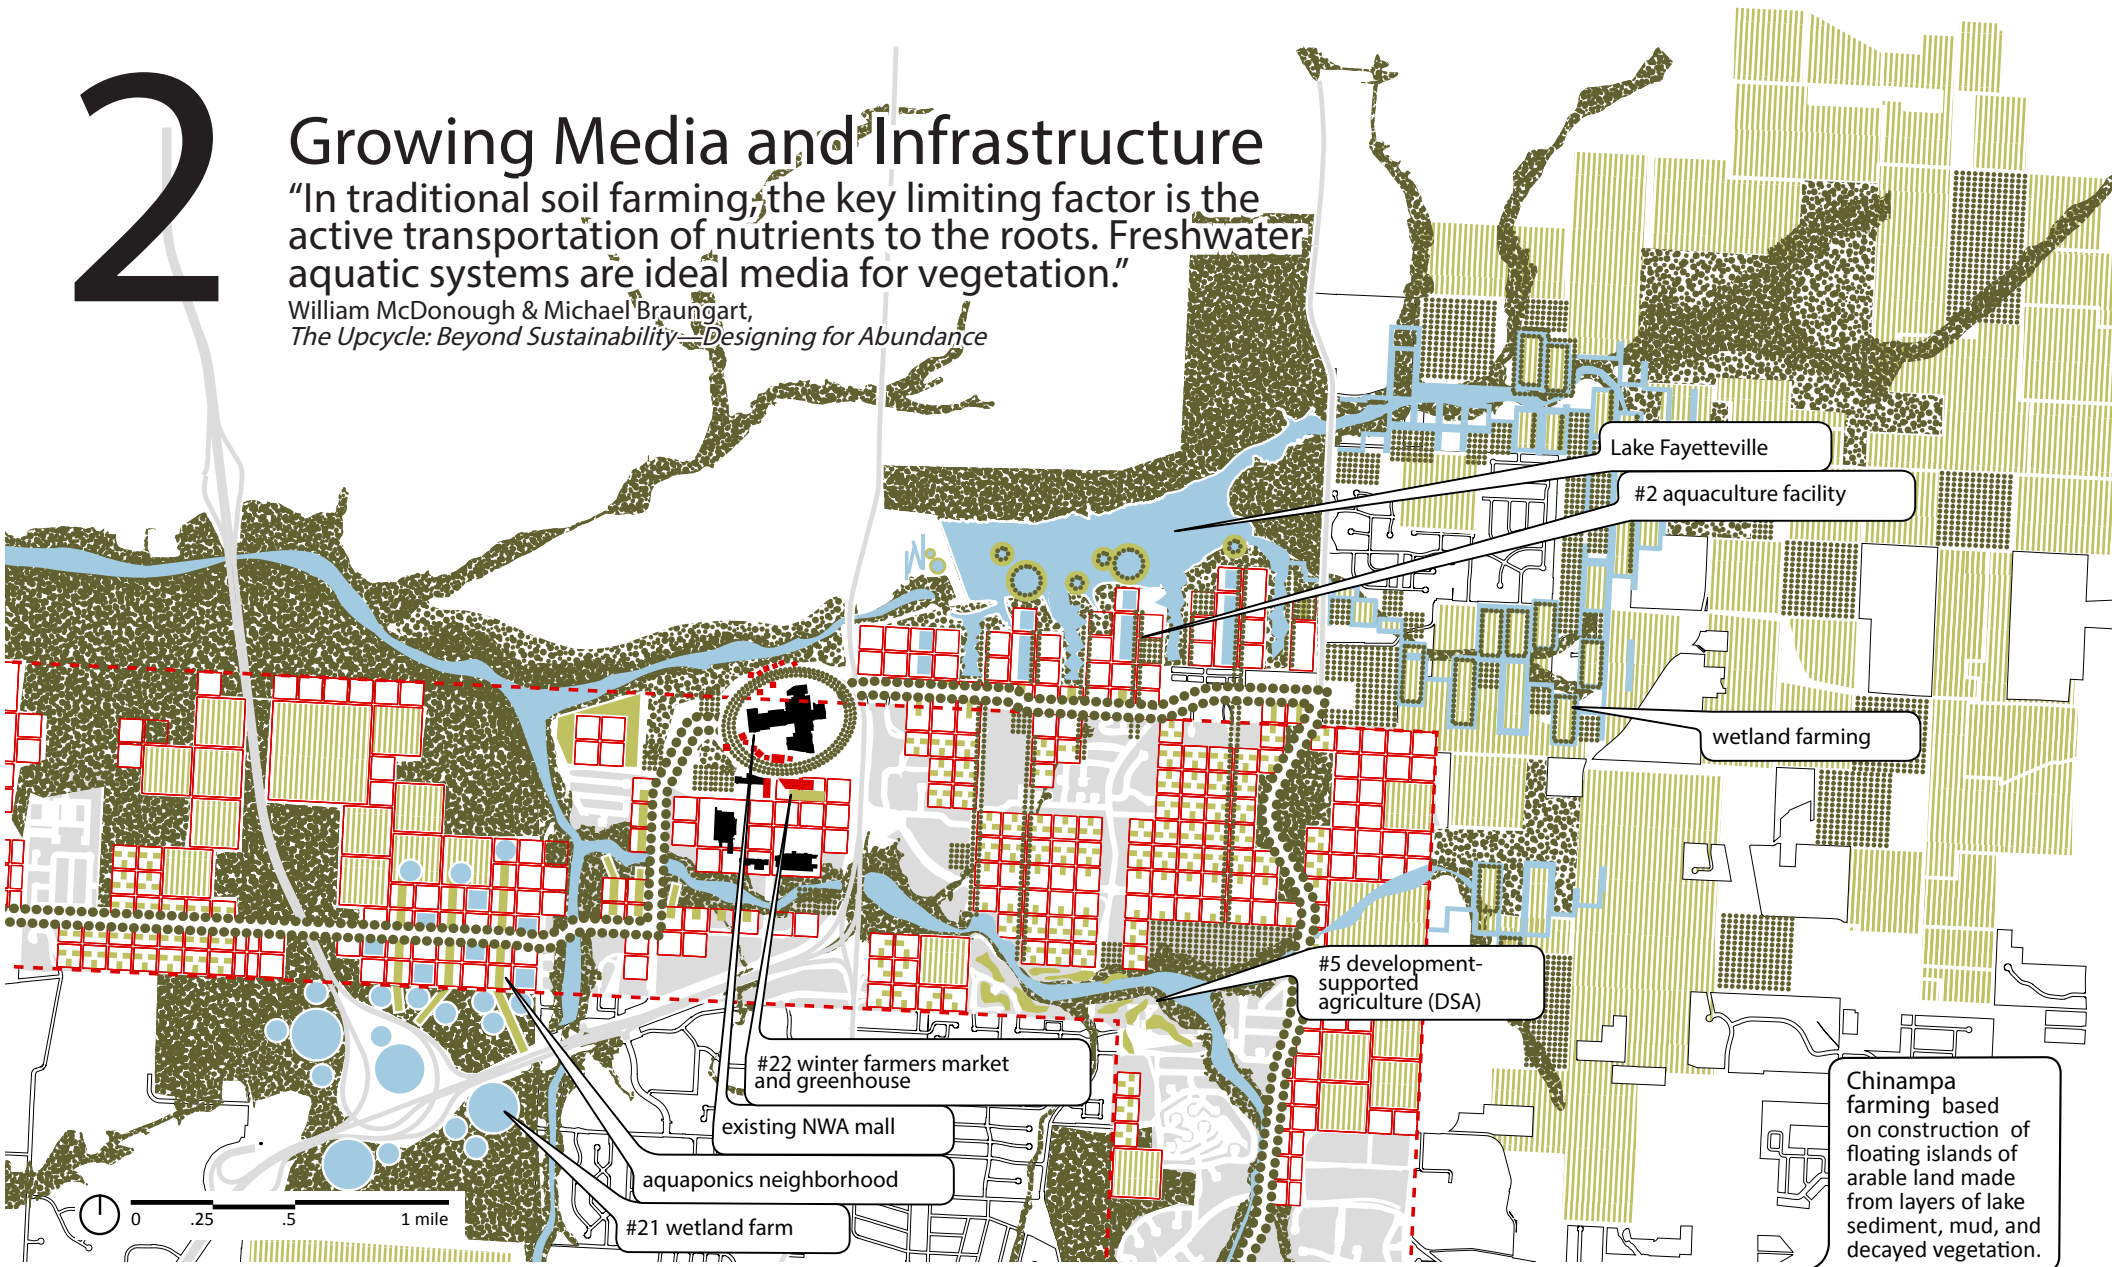 2
Growing Media and Infrastructure
“In traditional soil farming, the key limiting factor is the
active transportation of nutrients to the roots. Freshwater
aquatic systems are ideal media for vegetation.”
William McDonough & Michael Braungart,
The Upcycle: Beyond Sustainability—Designing for Abundance
Lake Fayetteville
#2 aquaculture facility
wetland farming
#5 development-
supported
agriculture (DSA)
#22 winter farmers market
and greenhouse
existing NWA mall
aquaponics neighborhood
#21 wetland farm
Chinampa
farming based
on construction of
floating islands of
arable land made
from layers of lake
sediment, mud, and
decayed vegetation.
0 .25 .5 1 mile